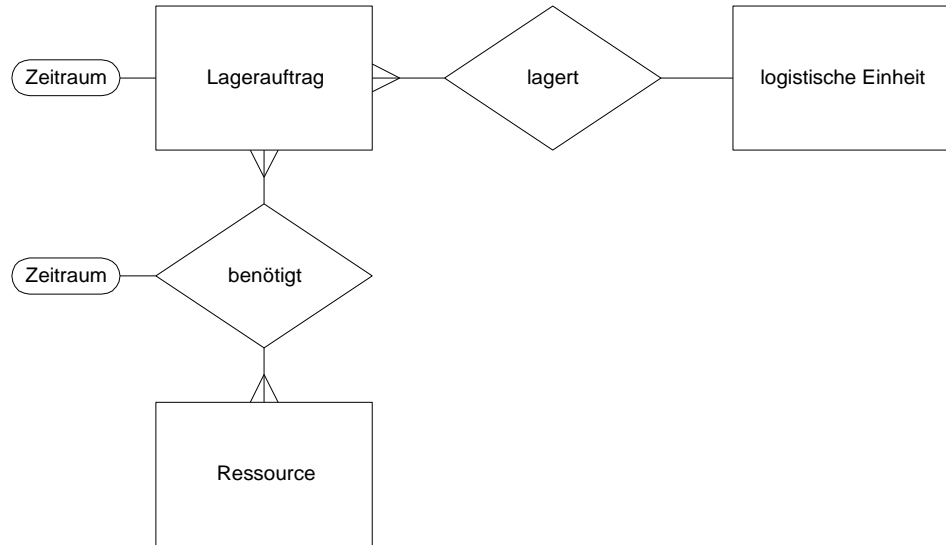 Zeitraum
Lagerauftrag
lagert
logistische Einheit
Zeitraum
benötigt
Ressource